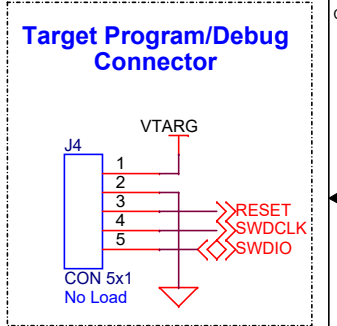 Target Program/Debug
Connector
VTARG
J4
1
2
3
4
5
RESET
SWDCLK
SWDIO
CON 5x1
No Load